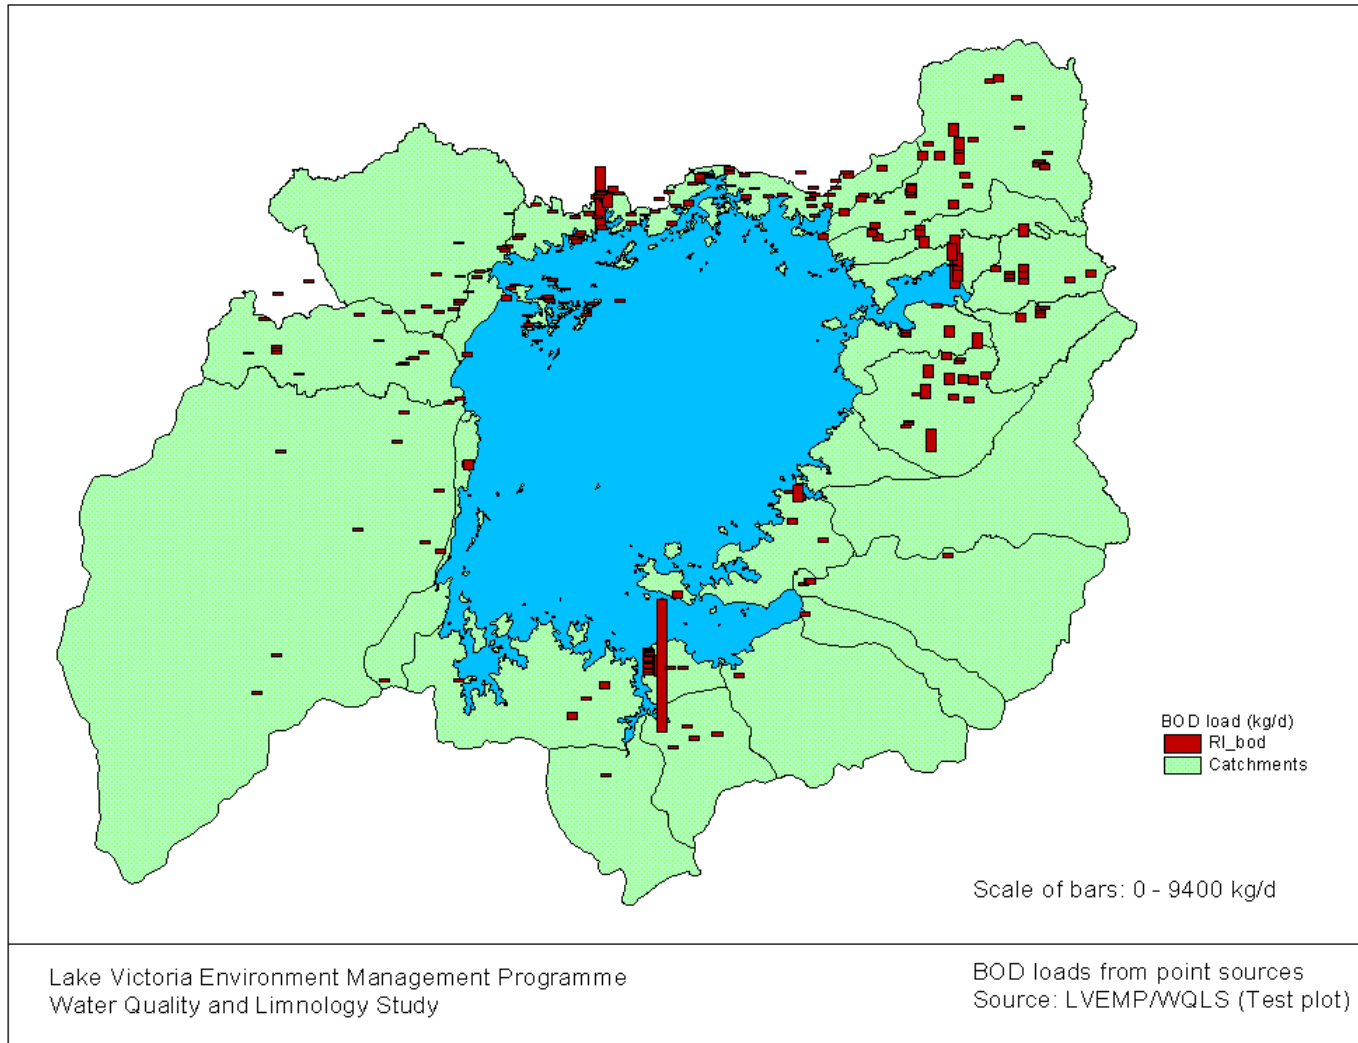 BOD load (kg/d)
RI_bod
Catchments
Scale of bars: 0 - 9400 kg/d
Lake Victoria Environment Management Programme
Water Quality and Limnology Study
BOD loads from point sources
Source: LVEMP/WQLS (Test plot)